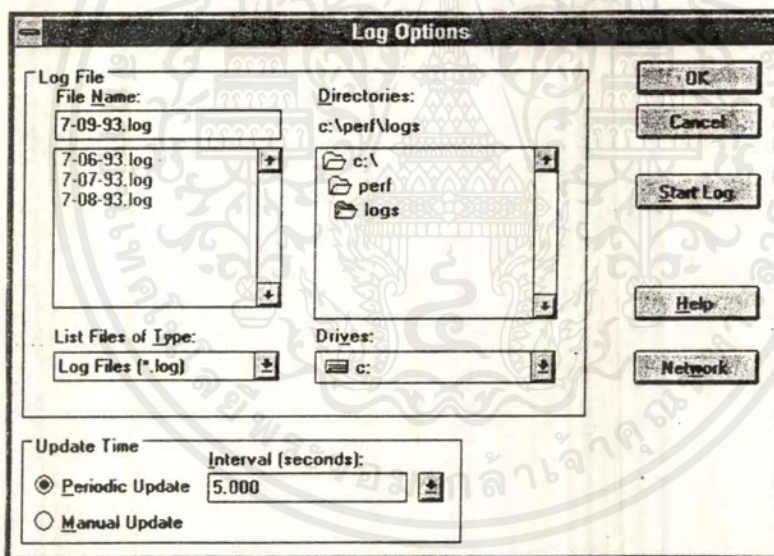 Log Options
Log File
File Name:
7-09-93.log
7-06-93.log
7-07-93.log
7-08-93.log
List Files of Type:
Log Files (*.log)
Directories:
c:\perf\logs
c:\
perf
logs
Drives:
c:
OK
Cancel
Start Log
Help
Network
Update Time
Periodic Update
Manual Update
Interval (seconds):
5.000